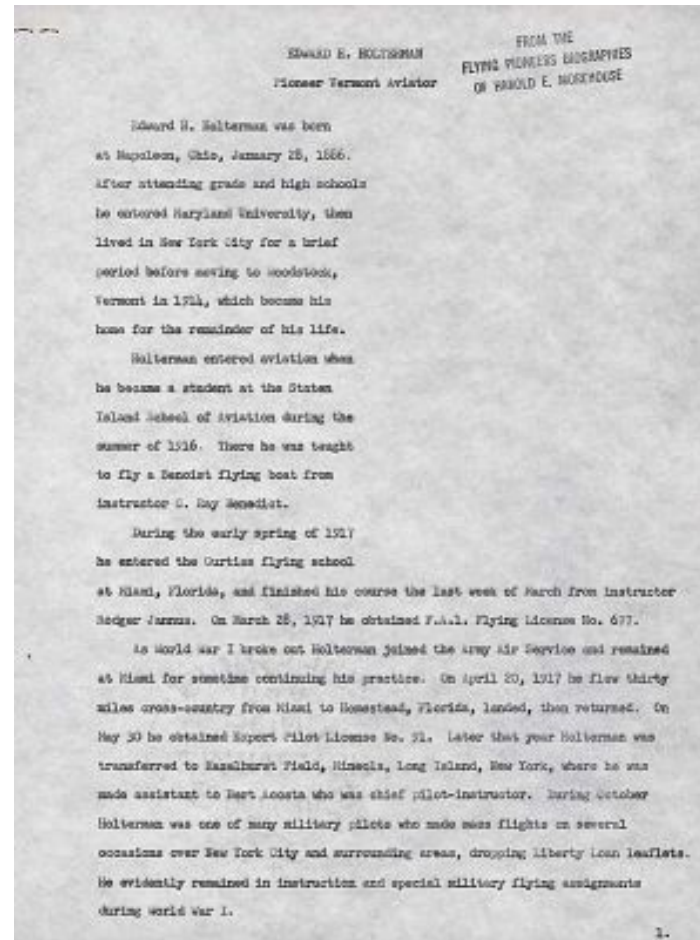 EDWARD E. HOLTERMAN
Pioneer Vermont Aviator
FROM THE
FLYING PIONEERS BIOGRAPHIES
OF HAROLD E. MOREHOUSE
Edward H. Holterman was born
at Napoleon, Ohio, January 28, 1886.
After attending grade and high schools
he entered Maryland University, then
lived in New York City for a brief
period before moving to Woodstock,
Vermont in 1914, which became his
home for the remainder of his life.
Holterman entered aviation when
he became a student at the Staten
Island School of Aviation during the
summer of 1916. There he was taught
to fly a Benoist flying boat from
instructor C. Ray Benedict.
During the early spring of 1917
he entered the Curtiss flying school
at Miami, Florida, and finished his course the last week of March from instructor
Rodger Jannus. On March 28, 1917 he obtained F.A.I. Flying License No. 677.
As World War I broke out Holterman joined the Army Air Service and remained
at Miami for sometime continuing his practice. On April 20, 1917 he flew thirty
miles cross-country from Miami to Homestead, Florida, landed, then returned. On
May 30 he obtained Expert Pilot License No. 91. Later that year Holterman was
transferred to Hazelhurst Field, Mineola, Long Island, New York, where he was
made assistant to Bert Acosta who was chief pilot-instructor. During October
Holterman was one of many military pilots who made mass flights on several
occasions over New York City and surrounding areas, dropping Liberty Loan leaflets.
He evidently remained in instruction and special military flying assignments
during World War I.
1.